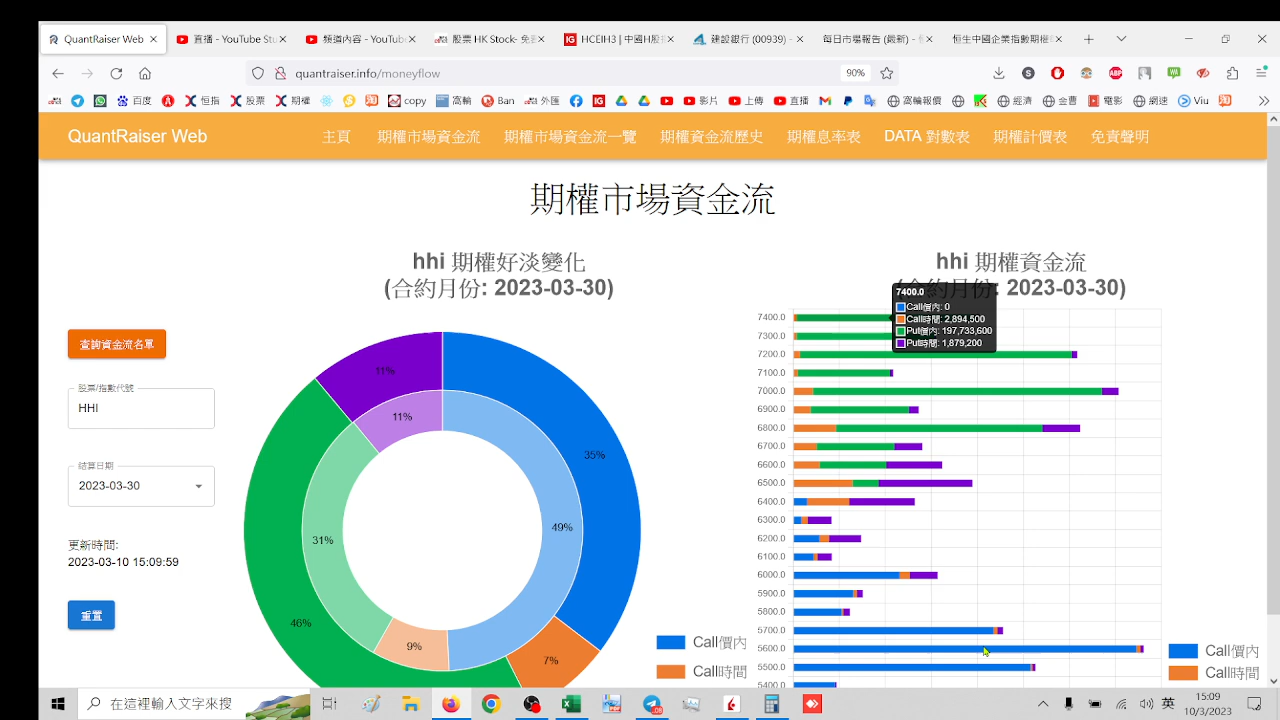 QuantRaiser Web
直播 - YouTube Stu
頻道內容 - YouTube
股票 HK Stock- 免
HCEIH3 | 中國H股
建設銀行 (00939) -
每日市場報告 (最新) -
恒生中國企業指數期權
quantraiser.info/moneyflow
90%
百度
恒指
股票
期權
copy
窩輪
Ban
外匯
影片
上傳
直播
窩輪報價
經濟
金曹
電影
網速
Viu
QuantRaiser Web
主頁
期權市場資金流
期權市場資金流一覽
期權資金流歷史
期權息率表
DATA 對數表
期權計價表
免責聲明
期權市場資金流
hhi 期權好淡變化
(合約月份: 2023-03-30)
hhi 期權資金流
(合約月份: 2023-03-30)
7400.0
Call價內: 0
Call時間: 2,894,500
Put價內: 197,733,600
Put時間: 1,879,200
查詢資金流名單
股票/指數代號
HHi
結算日期
2023-03-30
更新時間:
2023-03-10 15:09:59
重置
11%
11%
35%
49%
31%
46%
9%
7%
Call價內
Call時間
7400.0
7300.0
7200.0
7100.0
7000.0
6900.0
6800.0
6700.0
6600.0
6500.0
6400.0
6300.0
6200.0
6100.0
6000.0
5900.0
5800.0
5700.0
5600.0
5500.0
5400.0
Call價內
Call時間
在這裡輸入文字來搜
英
15:09
10/3/2023